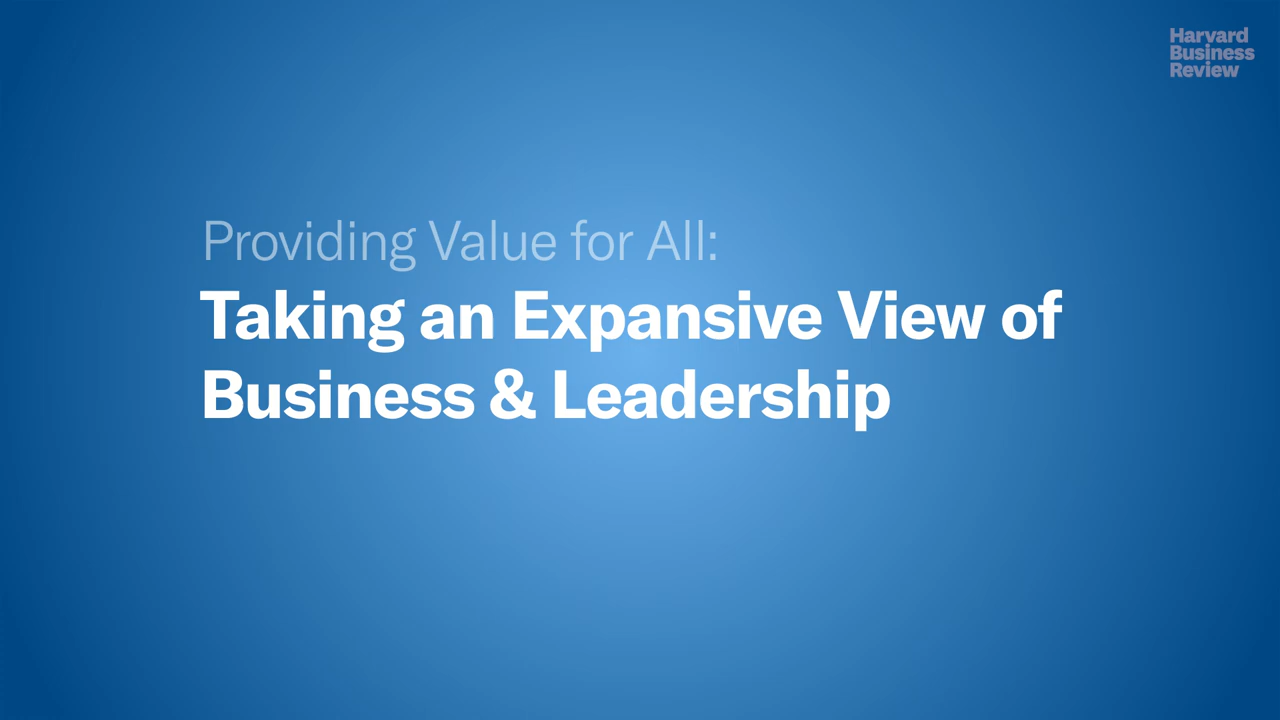 Harvard
Business
Review
Providing Value for All:
Taking an Expansive View of
Business & Leadership